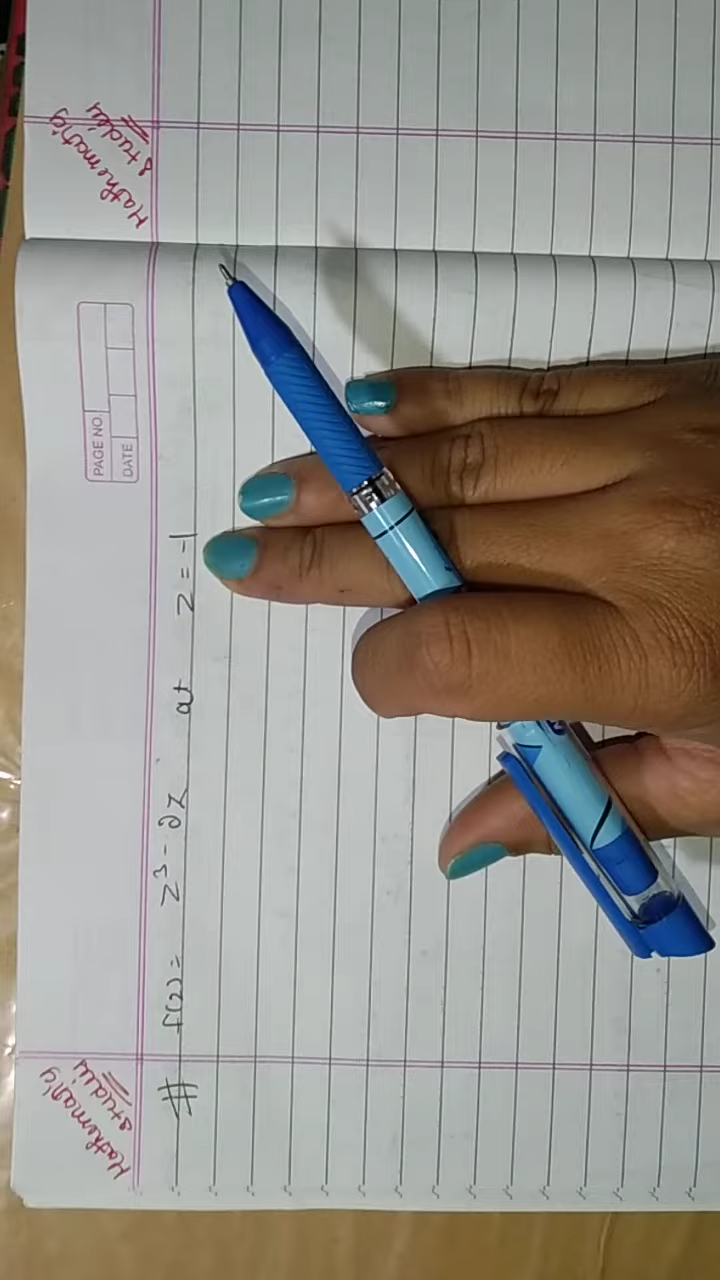 Mathematics
studies
PAGE NO.
DATE
# f(z) = z³ - 2z at z = -1
Mathematics
studies